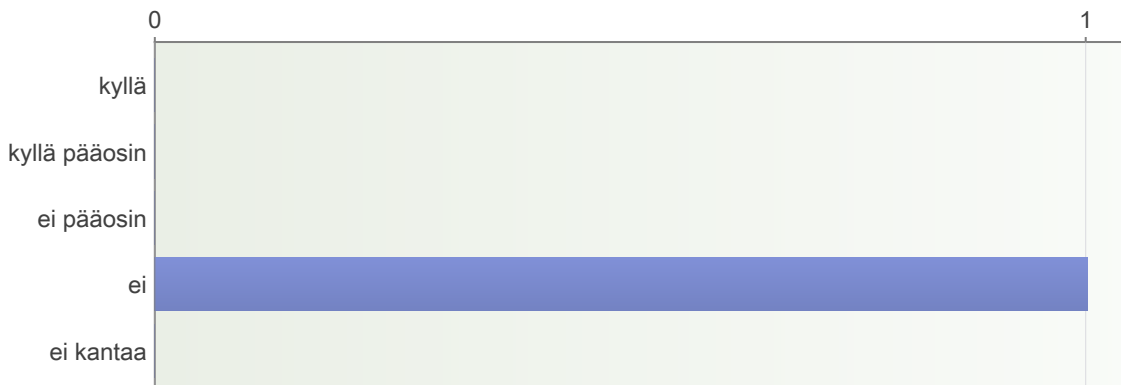 0 1
kyllä
kyllä pääosin
ei pääosin
ei
ei kantaa